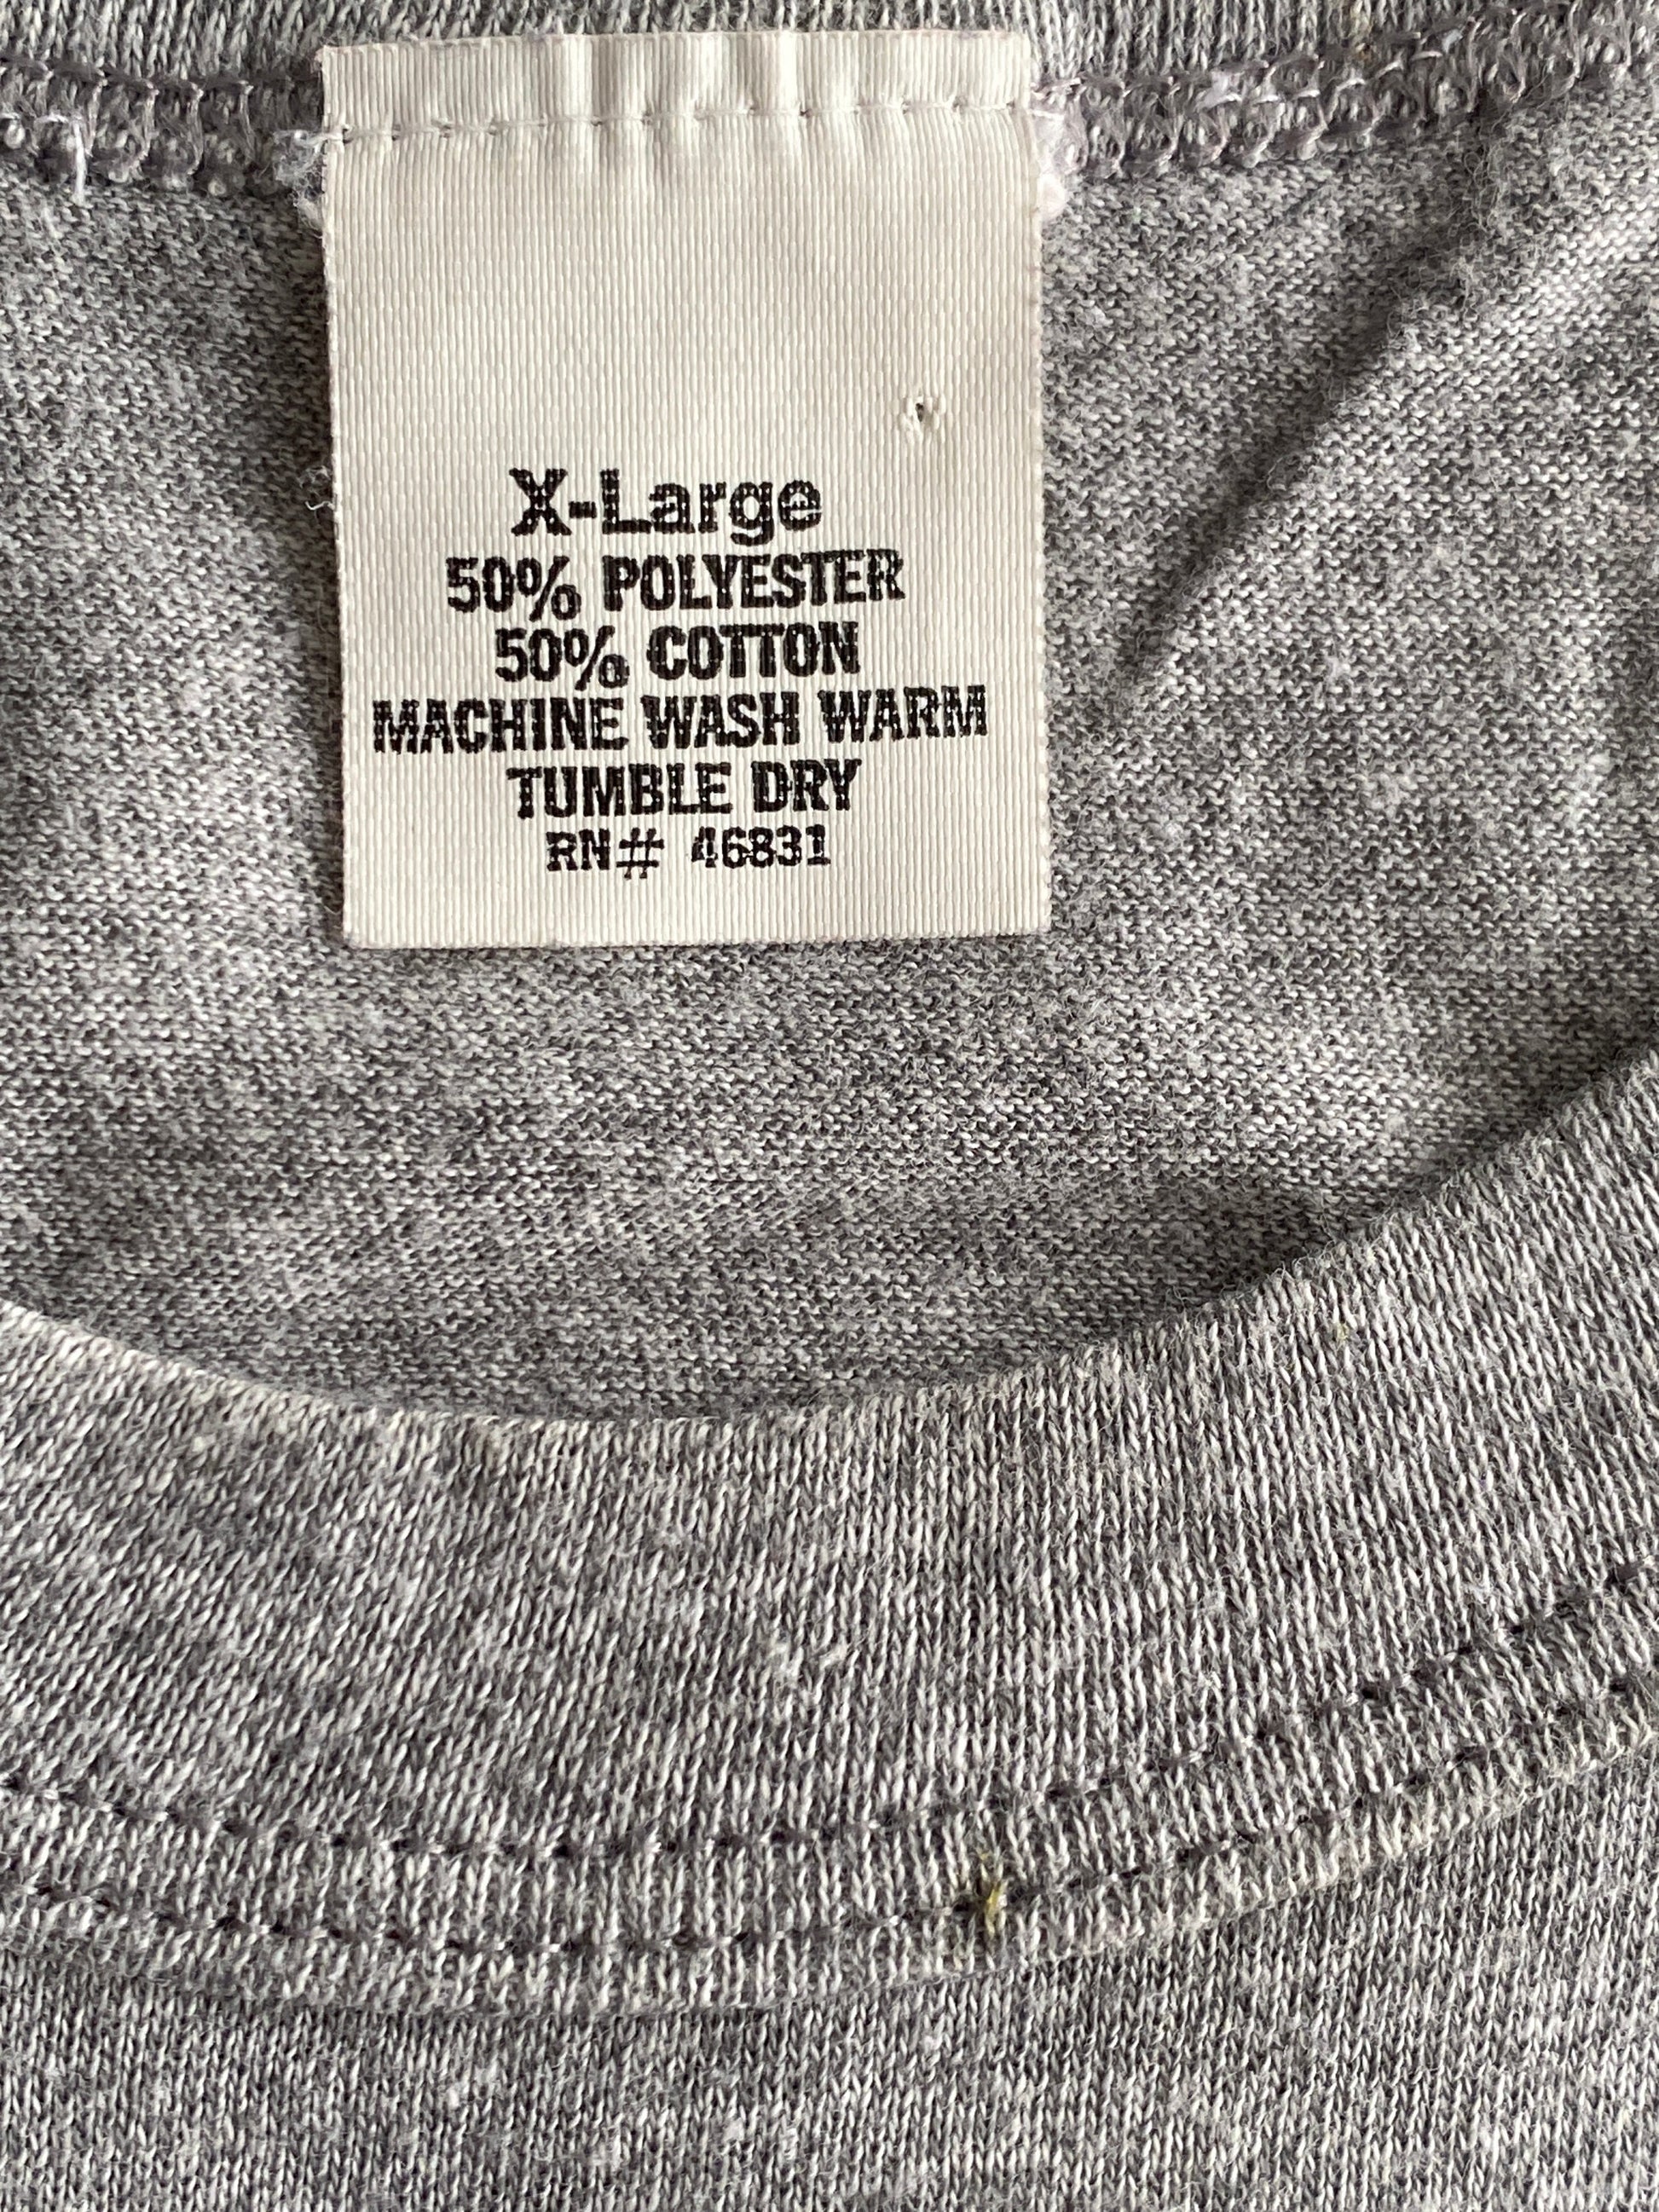 X-Large
50% POLYESTER
50% COTTON
MACHINE WASH WARM
TUMBLE DRY
RN# 46831